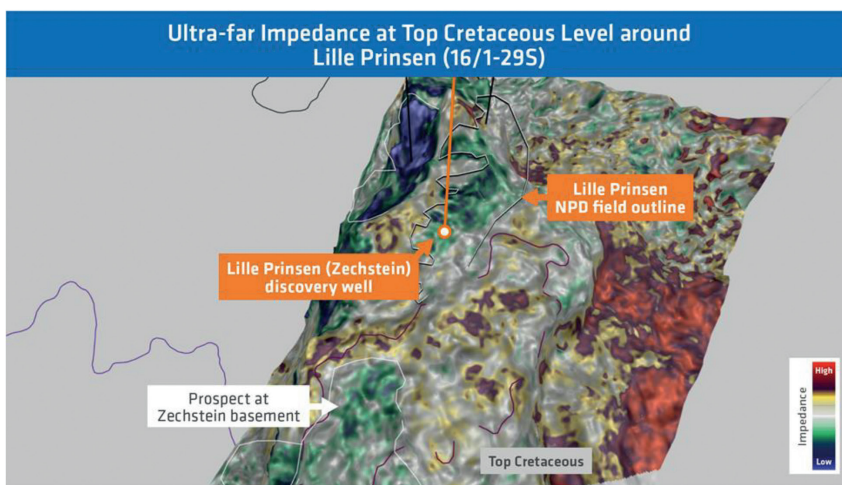 Ultra-far Impedance at Top Cretaceous Level around
Lille Prinsen (16/1-29S)
Lille Prinsen
NPD field outline
Lille Prinsen (Zechstein)
discovery well
Prospect at
Zechstein basement
Top Cretaceous
Impedance
High
Low